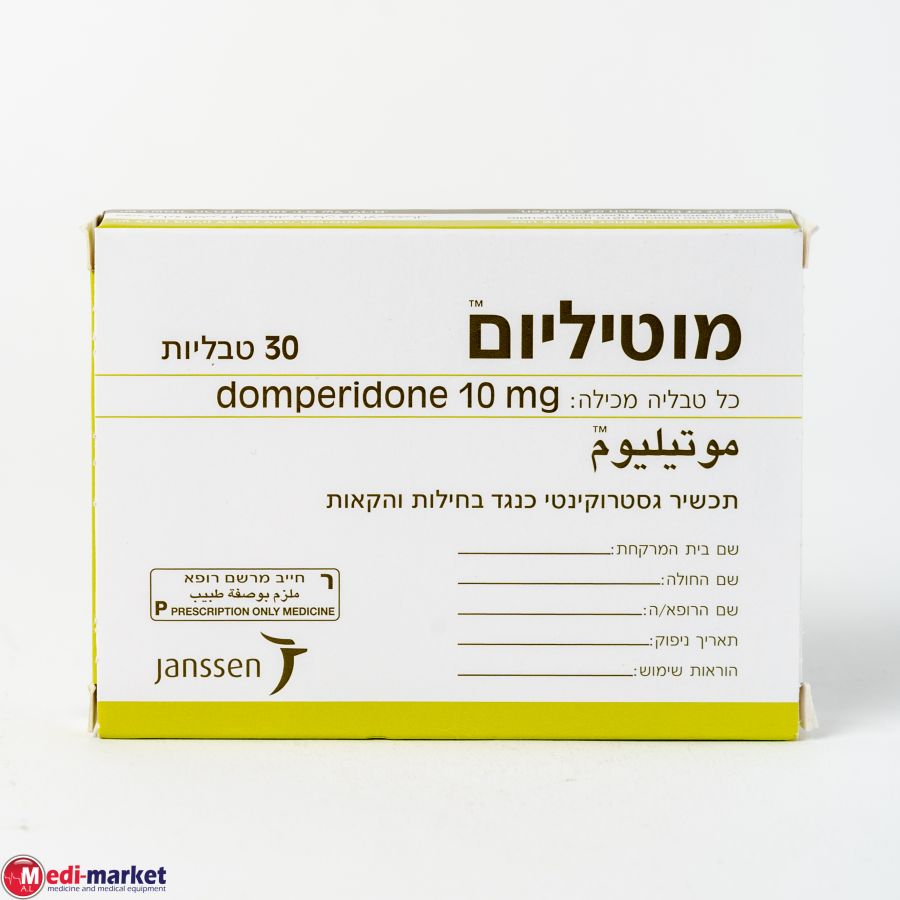 מוטיליום™
30 טבליות
כל טבליה מכילה: domperidone 10 mg
موتيليوم™
תכשיר גסטרוקינטי כנגד בחילות והקאות
שם בית המרקחת:
שם החולה:
שם הרופא/ה:
תאריך ניפוק:
הוראות שימוש:
ר חייב מרשם רופא
ملزم بوصفة طبيب
P PRESCRIPTION ONLY MEDICINE
janssen
Medi-market
A.L
medicine and medical equipment